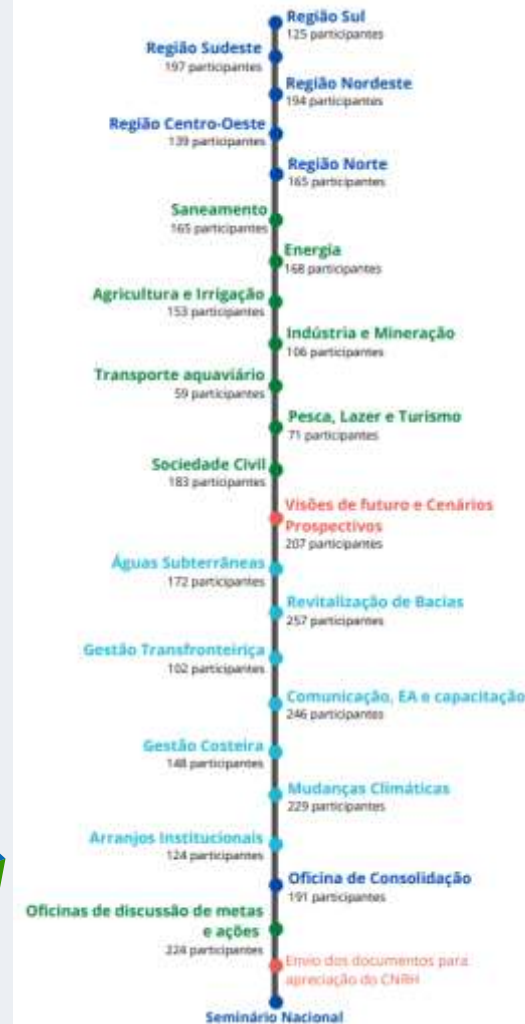 Região Sul
125 participantes
Região Sudeste
197 participantes
Região Nordeste
194 participantes
Região Centro-Oeste
139 participantes
Região Norte
165 participantes
Saneamento
165 participantes
Energia
168 participantes
Agricultura e Irrigação
153 participantes
Indústria e Mineração
106 participantes
Transporte aquaviário
59 participantes
Pesca, Lazer e Turismo
71 participantes
Sociedade Civil
183 participantes
Visões de futuro e Cenários
Prospectivos
207 participantes
Águas Subterrâneas
172 participantes
Revitalização de Bacias
257 participantes
Gestão Transfronteiriça
102 participantes
Comunicação, EA e capacitação
246 participantes
Gestão Costeira
148 participantes
Mudanças Climáticas
229 participantes
Arranjos Institucionais
124 participantes
Oficina de Consolidação
191 participantes
Oficinas de discussão de metas
e ações
224 participantes
Envio dos documentos para
apreciação do CNRH
Seminário Nacional